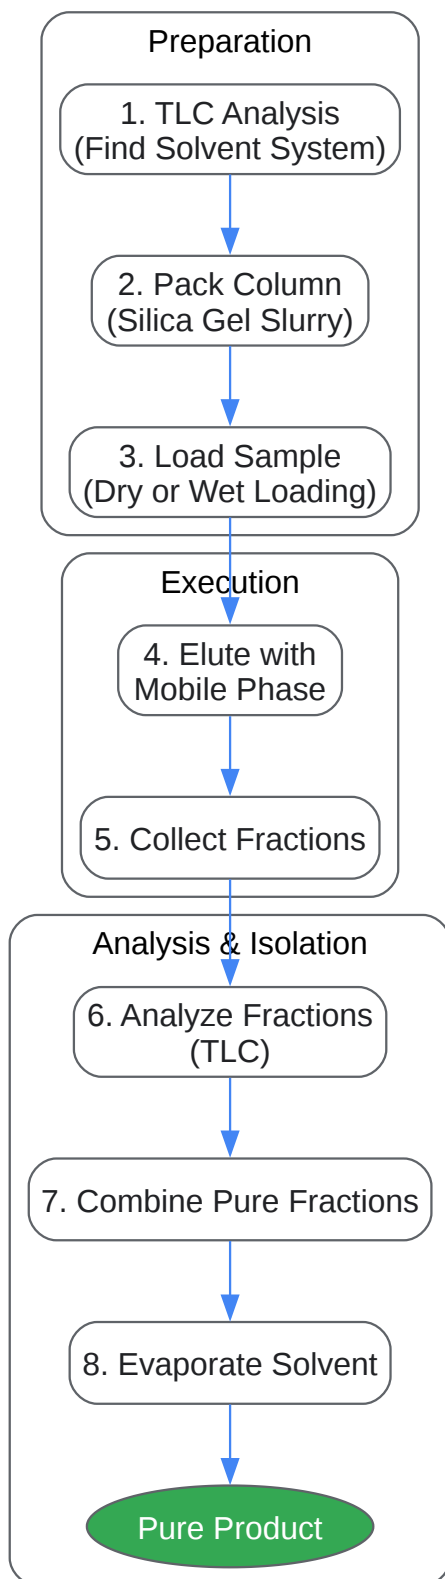 Preparation
1. TLC Analysis
(Find Solvent System)
2. Pack Column
(Silica Gel Slurry)
3. Load Sample
(Dry or Wet Loading)
Execution
4. Elute with
Mobile Phase
5. Collect Fractions
Analysis & Isolation
6. Analyze Fractions
(TLC)
7. Combine Pure Fractions
8. Evaporate Solvent
Pure Product